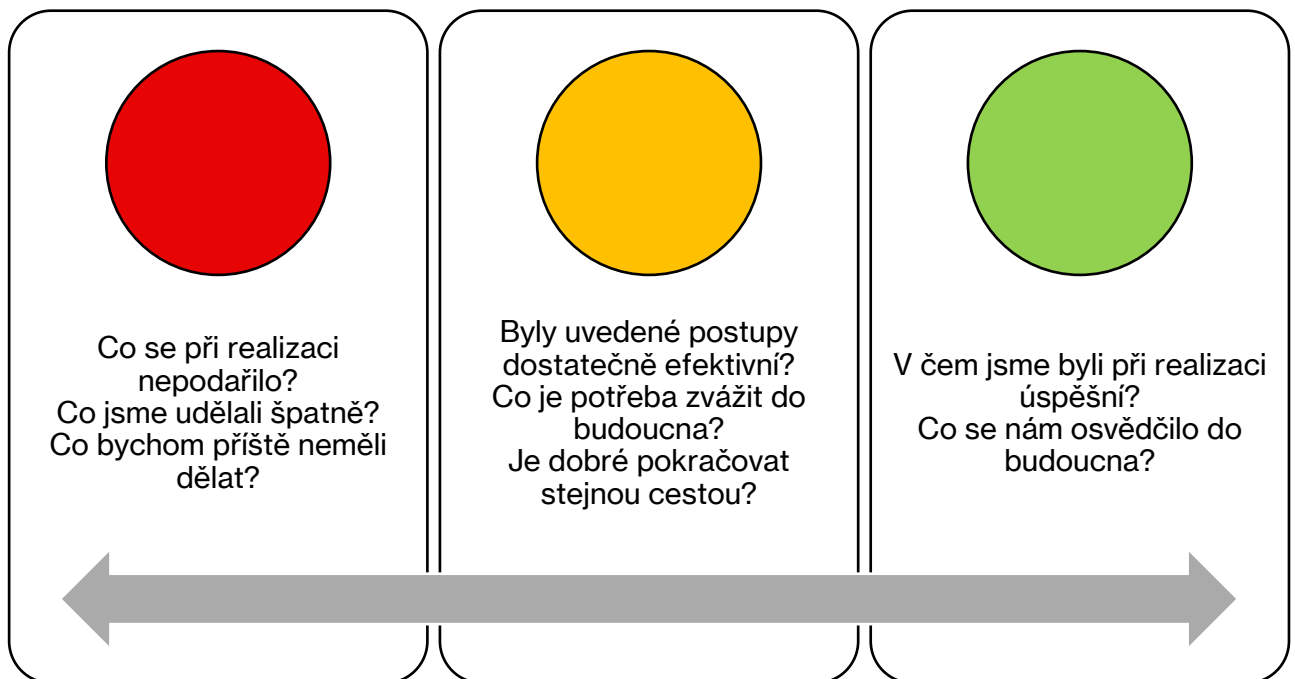 Co se při realizaci
nepodařilo?
Co jsme udělali špatně?
Co bychom příště neměli
dělat?
Byly uvedené postupy
dostatečně efektivní?
Co je potřeba zvážit do
budoucna?
Je dobré pokračovat
stejnou cestou?
V čem jsme byli při realizaci
úspěšní?
Co se nám osvědčilo do
budoucna?